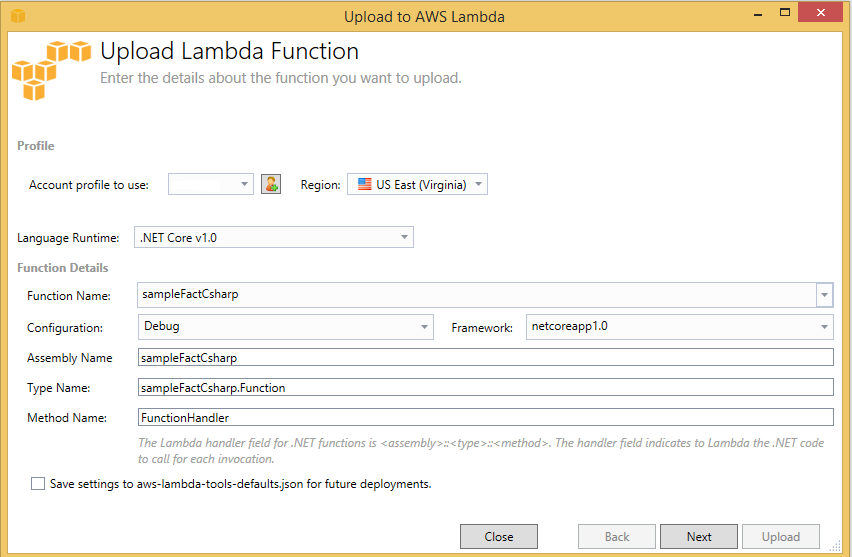 Upload to AWS Lambda
Upload Lambda Function
Enter the details about the function you want to upload.
Profile
Account profile to use: Region: US East (Virginia)
Language Runtime: .NET Core v1.0
Function Details
Function Name: sampleFactCsharp
Configuration: Debug Framework: netcoreapp1.0
Assembly Name sampleFactCsharp
Type Name: sampleFactCsharp.Function
Method Name: FunctionHandler
The Lambda handler field for .NET functions is <assembly>::<type>::<method>. The handler field indicates to Lambda the .NET code
to call for each invocation.
Save settings to aws-lambda-tools-defaults.json for future deployments.
Close Back Next Upload